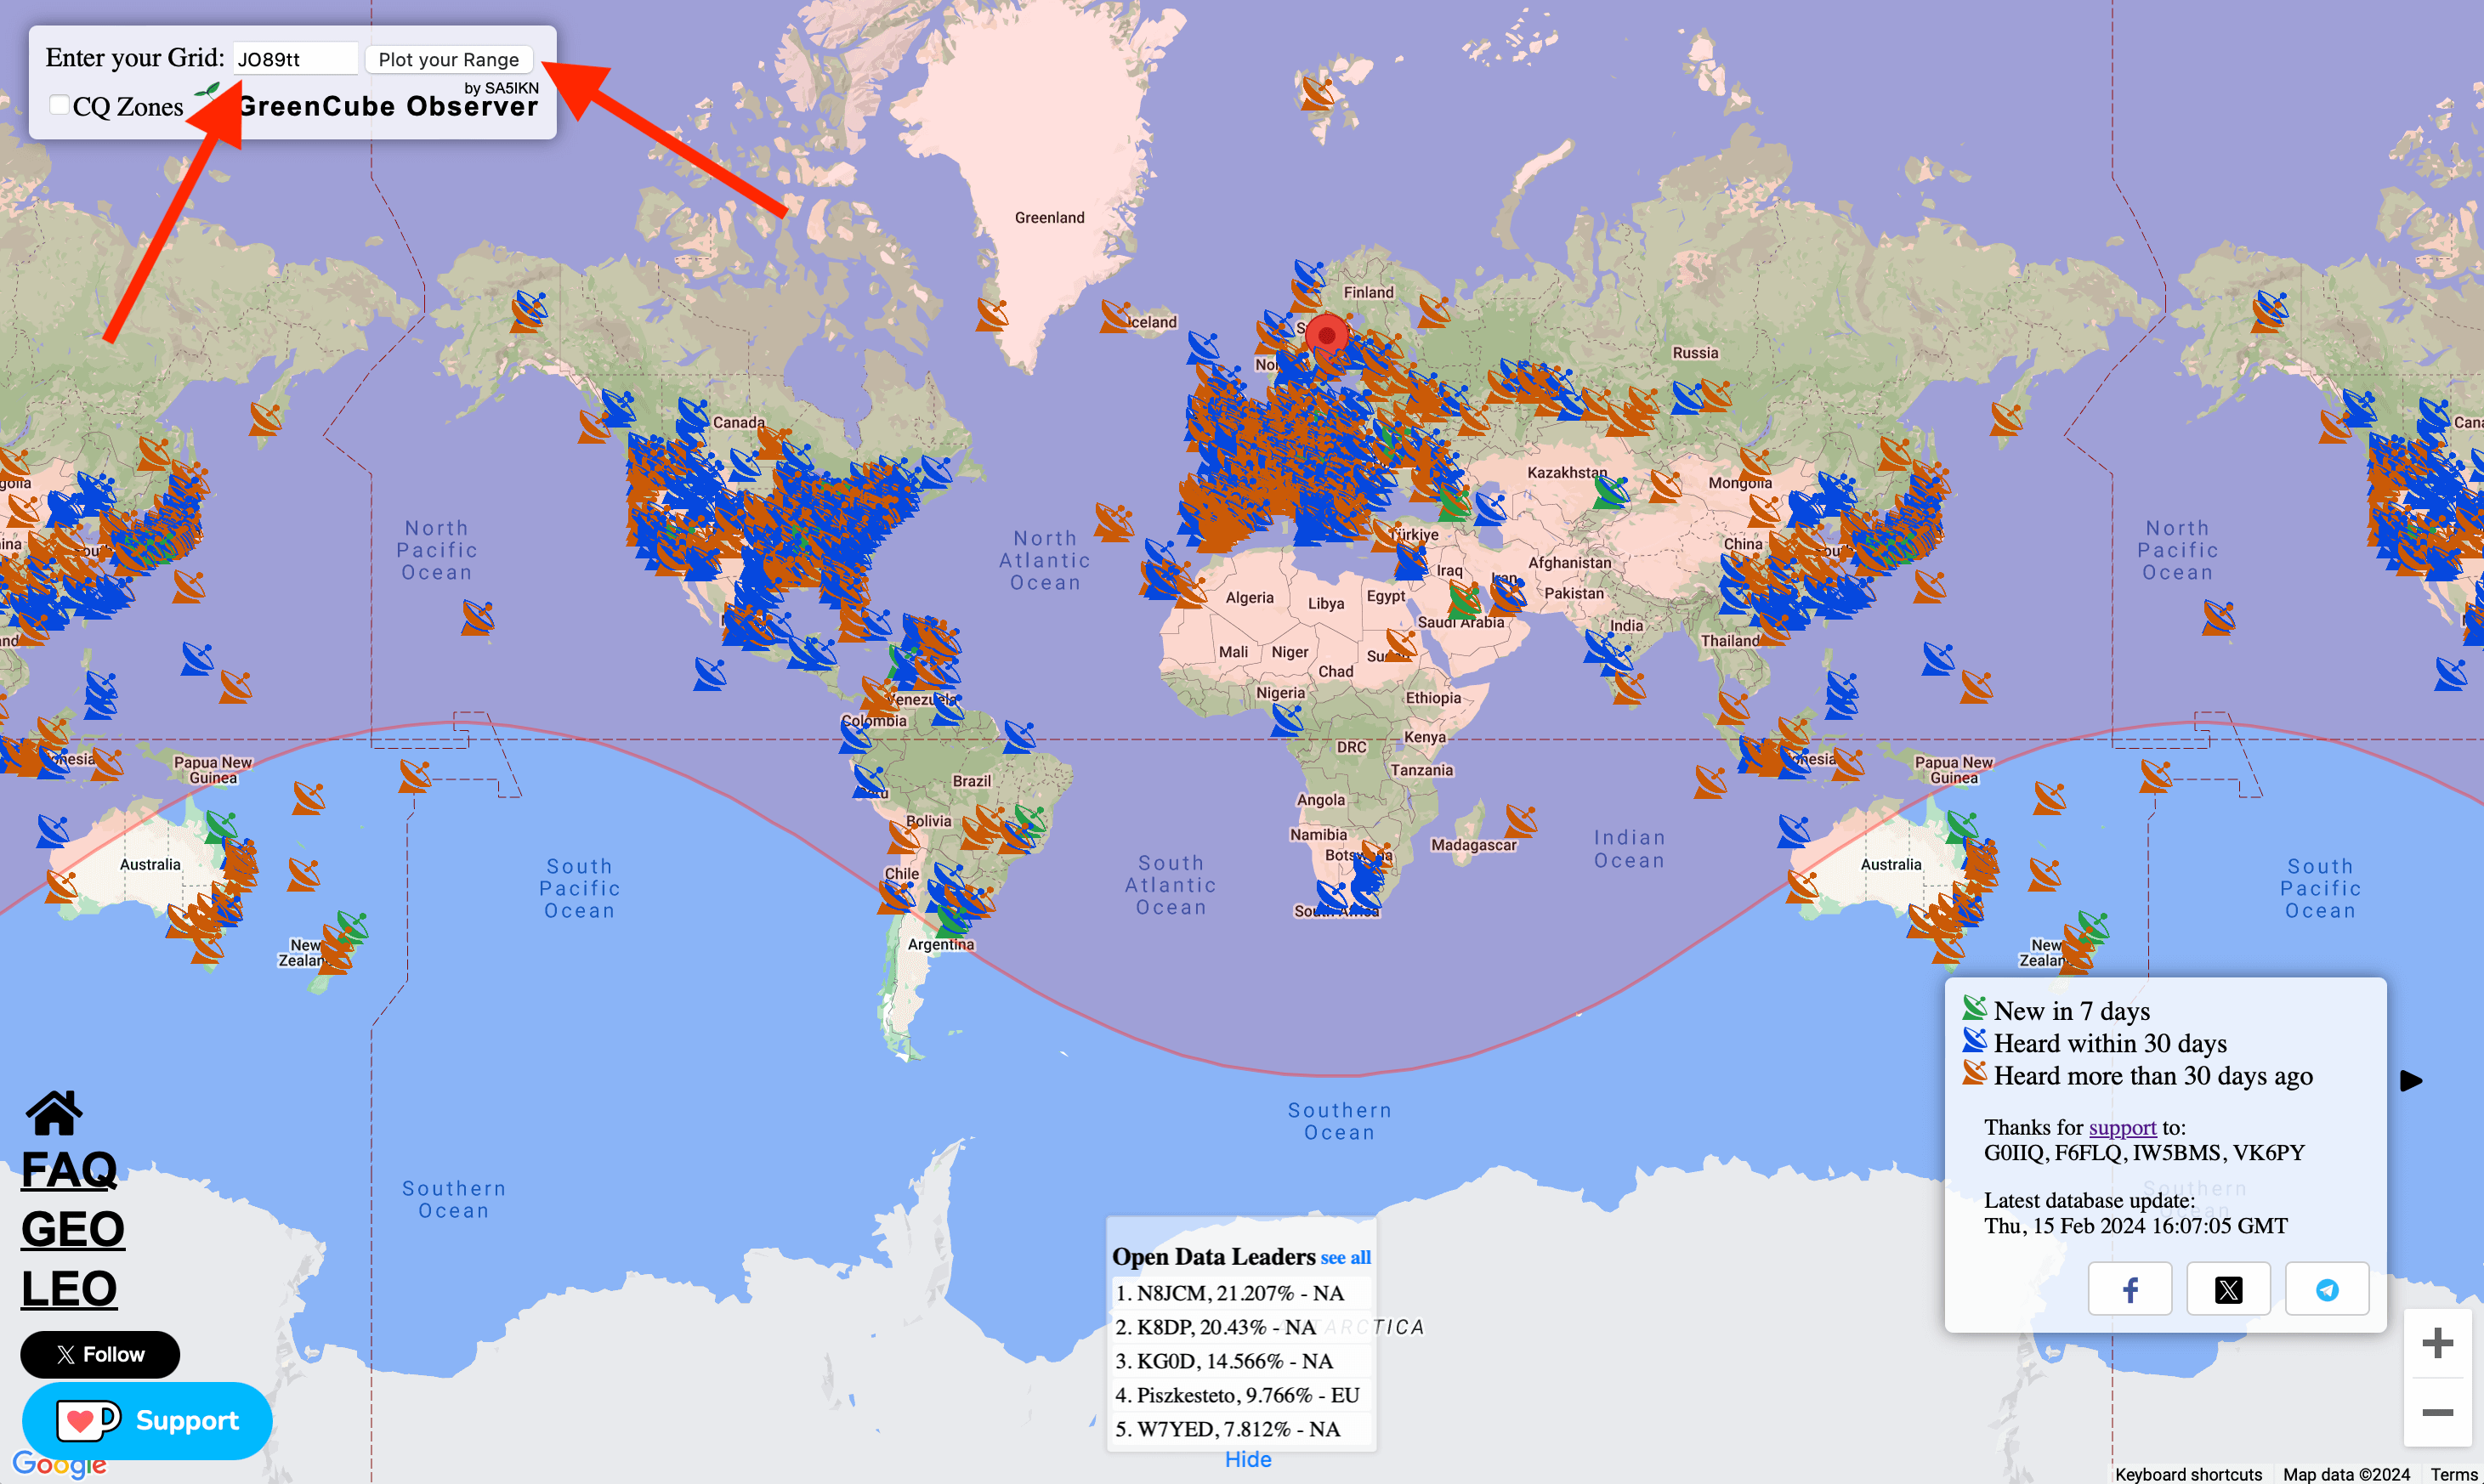 Enter your Grid: JO89tt Plot your Range
by SA5IKN
CQ Zones GreenCube Observer
Greenland
Finland
Iceland
Russia
Canada
Kazakhstan
Mongolia
North
Pacific
Ocean
North
Atlantic
Ocean
Türkiye
China
South
North
Pacific
Ocean
Afghanistan
Iraq
Iran
Algeria
Libya
Egypt
Pakistan
Saudi Arabia
India
Thailand
Mali
Niger
Chad
Nigeria
Ethiopia
Venezuela
Colombia
DRC
Kenya
Tanzania
Papua New
Guinea
Papua New
Guinea
Brazil
Angola
Bolivia
Namibia
Madagascar
Botswana
Indian
Ocean
Australia
Australia
South
Pacific
Ocean
South
Atlantic
Ocean
South
Pacific
Ocean
Chile
South Africa
Argentina
New
Zealand
New
Zealand
New in 7 days
Heard within 30 days
Heard more than 30 days ago
Thanks for support to:
G0IIQ, F6FLQ, IW5BMS, VK6PY
Latest database update:
Thu, 15 Feb 2024 16:07:05 GMT
Southern
Ocean
Southern
Ocean
Southern
Ocean
FAQ
GEO
LEO
X Follow
Support
Google
Open Data Leaders see all
1. N8JCM, 21.207% - NA
2. K8DP, 20.43% - NA
3. KG0D, 14.566% - NA
4. Piszkesteto, 9.766% - EU
5. W7YED, 7.812% - NA
Hide
Keyboard shortcuts
Map data ©2024
Terms